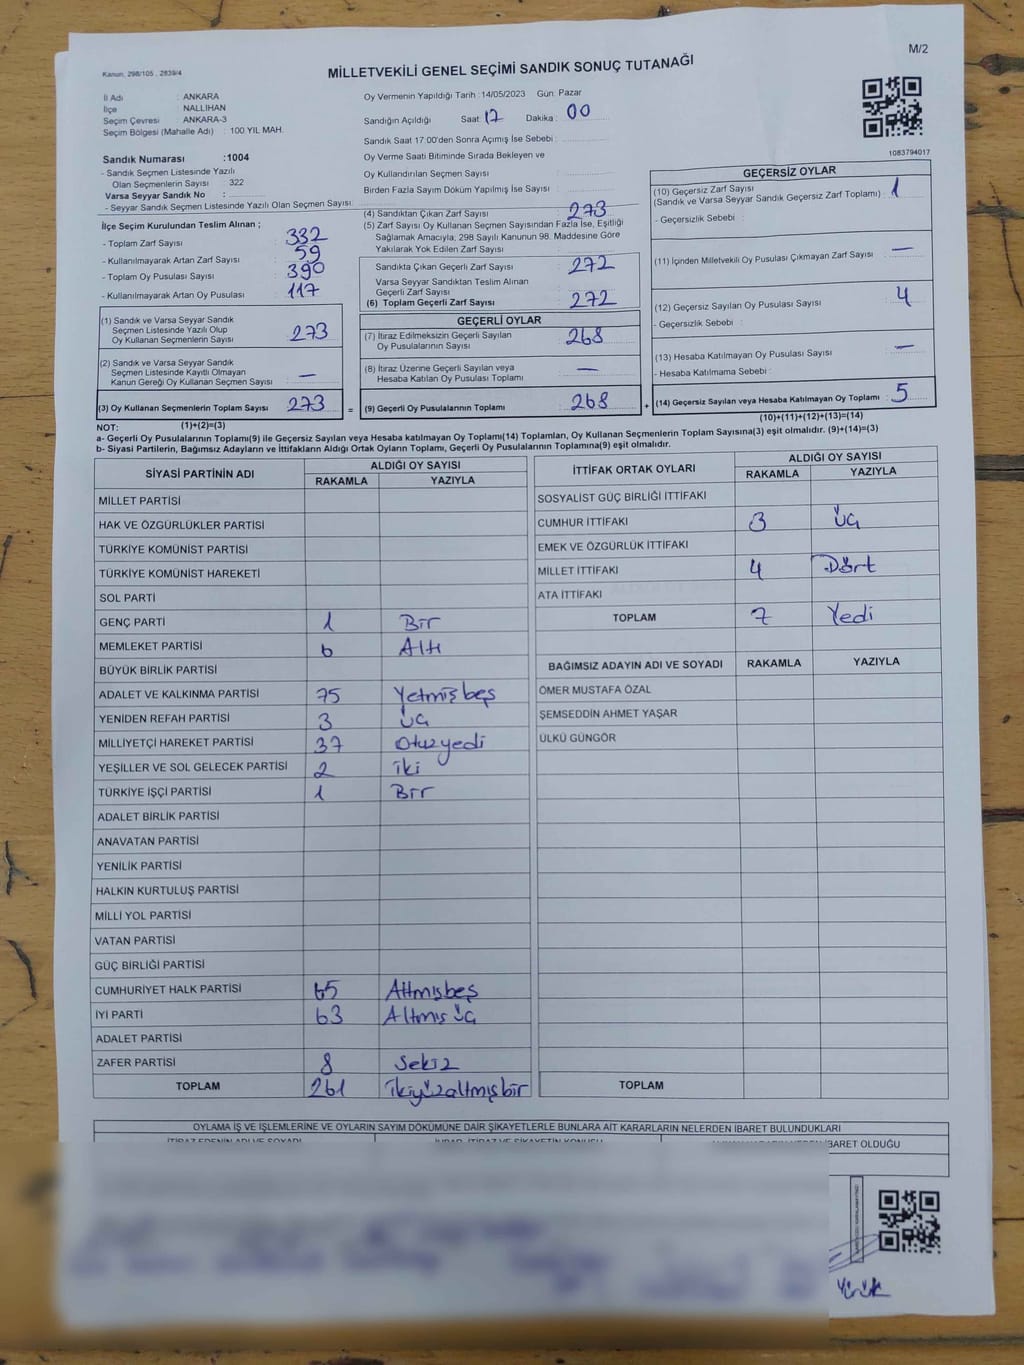 M/2
Kanun, 298/105 , 2839/4
MİLLETVEKİLİ GENEL SEÇİMİ SANDIK SONUÇ TUTANAĞI
İl Adı : ANKARA
İlçe : NALLIHAN
Seçim Çevresi : ANKARA-3
Seçim Bölgesi (Mahalle Adı) : 100 YIL MAH.
Sandık Numarası :1004
- Sandık Seçmen Listesinde Yazılı
Olan Seçmenlerin Sayısı : 322
Varsa Seyyar Sandık No :
- Seyyar Sandık Seçmen Listesinde Yazılı Olan Seçmen Sayısı:
Oy Vermenin Yapıldığı Tarih :14/05/2023 Gün: Pazar
Sandığın Açıldığı Saat: 17 Dakika: 00
Sandık Saat 17:00'den Sonra Açımış İse Sebebi :
Oy Verme Saati Bitiminde Sırada Bekleyen ve
Oy Kullandırılan Seçmen Sayısı :
Birden Fazla Sayım Döküm Yapılmış İse Sayısı :
1083794017
İlçe Seçim Kurulundan Teslim Alınan ;
- Toplam Zarf Sayısı : 332
- Kullanılmayarak Artan Zarf Sayısı : 59
- Toplam Oy Pusulası Sayısı : 390
- Kullanılmayarak Artan Oy Pusulası : 117
(1) Sandık ve Varsa Seyyar Sandık
Seçmen Listesinde Yazılı Olup
Oy Kullanan Seçmenlerin Sayısı : 273
(2) Sandık ve Varsa Seyyar Sandık
Seçmen Listesinde Kayıtlı Olmayan
Kanun Gereği Oy Kullanan Seçmen Sayısı : —
(3) Oy Kullanan Seçmenlerin Toplam Sayısı : 273 =
(1)+(2)=(3)
(4) Sandıktan Çıkan Zarf Sayısı : 273
(5) Zarf Sayısı Oy Kullanan Seçmen Sayısından Fazla İse, Eşitliği
Sağlamak Amacıyla, 298 Sayılı Kanunun 98. Maddesine Göre
Yakılarak Yok Edilen Zarf Sayısı :
Sandıkta Çıkan Geçerli Zarf Sayısı : 272
Varsa Seyyar Sandıktan Teslim Alınan
Geçerli Zarf Sayısı :
(6) Toplam Geçerli Zarf Sayısı : 272
GEÇERLİ OYLAR
(7) İtiraz Edilmeksizin Geçerli Sayılan
Oy Pusulalarının Sayısı : 268
(8) İtiraz Üzerine Geçerli Sayılan veya
Hesaba Katılan Oy Pusulası Toplamı : —
(9) Geçerli Oy Pusulalarının Toplamı : 268 +
GEÇERSİZ OYLAR
(10) Geçersiz Zarf Sayısı
(Sandık ve Varsa Seyyar Sandık Geçersiz Zarf Toplamı) : 1
- Geçersizlik Sebebi :
(11) İçinden Milletvekili Oy Pusulası Çıkmayan Zarf Sayısı : —
(12) Geçersiz Sayılan Oy Pusulası Sayısı : 4
- Geçersizlik Sebebi :
(13) Hesaba Katılmayan Oy Pusulası Sayısı : —
- Hesaba Katılmama Sebebi :
(14) Geçersiz Sayılan veya Hesaba Katılmayan Oy Toplamı : 5
(10)+(11)+(12)+(13)=(14)
NOT:
a- Geçerli Oy Pusulalarının Toplamı(9) ile Geçersiz Sayılan veya Hesaba katılmayan Oy Toplamı(14) Toplamları, Oy Kullanan Seçmenlerin Toplam Sayısına(3) eşit olmalıdır. (9)+(14)=(3)
b- Siyasi Partilerin, Bağımsız Adayların ve İttifakların Aldığı Ortak Oyların Toplamı, Geçerli Oy Pusulalarının Toplamına(9) eşit olmalıdır.
SİYASİ PARTİNİN ADI ALDIĞI OY SAYISI
RAKAMLA YAZIYLA
MİLLET PARTİSİ
HAK VE ÖZGÜRLÜKLER PARTİSİ
TÜRKİYE KOMÜNİST PARTİSİ
TÜRKİYE KOMÜNİST HAREKETİ
SOL PARTİ
GENÇ PARTİ 1 Bir
MEMLEKET PARTİSİ 6 Altı
BÜYÜK BİRLİK PARTİSİ
ADALET VE KALKINMA PARTİSİ 75 Yetmişbeş
YENİDEN REFAH PARTİSİ 3 üç
MİLLİYETÇİ HAREKET PARTİSİ 37 Otuzyedi
YEŞİLLER VE SOL GELECEK PARTİSİ 2 iki
TÜRKİYE İŞÇİ PARTİSİ 1 Bir
ADALET BİRLİK PARTİSİ
ANAVATAN PARTİSİ
YENİLİK PARTİSİ
HALKIN KURTULUŞ PARTİSİ
MİLLİ YOL PARTİSİ
VATAN PARTİSİ
GÜÇ BİRLİĞİ PARTİSİ
CUMHURİYET HALK PARTİSİ 65 Altmışbeş
İYİ PARTİ 63 Altmış üç
ADALET PARTİSİ
ZAFER PARTİSİ 8 Sekiz
TOPLAM 261 ikiyüzaltmışbir
İTTİFAK ORTAK OYLARI ALDIĞI OY SAYISI
RAKAMLA YAZIYLA
SOSYALİST GÜÇ BİRLİĞİ İTTİFAKI
CUMHUR İTTİFAKI 3 üç
EMEK VE ÖZGÜRLÜK İTTİFAKI
MİLLET İTTİFAKI 4 Dört
ATA İTTİFAKI
TOPLAM 7 Yedi
BAĞIMSIZ ADAYIN ADI VE SOYADI RAKAMLA YAZIYLA
ÖMER MUSTAFA ÖZAL
ŞEMSEDDİN AHMET YAŞAR
ÜLKÜ GÜNGÖR
TOPLAM
OYLAMA İŞ VE İŞLEMLERİNE VE OYLARIN SAYIM DÖKÜMÜNE DAİR ŞİKAYETLERLE BUNLARA AİT KARARLARIN NELERDEN İBARET BULUNDUKLARI
İTİRAZ EDENİN ADI VE SOYADI
İBARET OLDUĞU